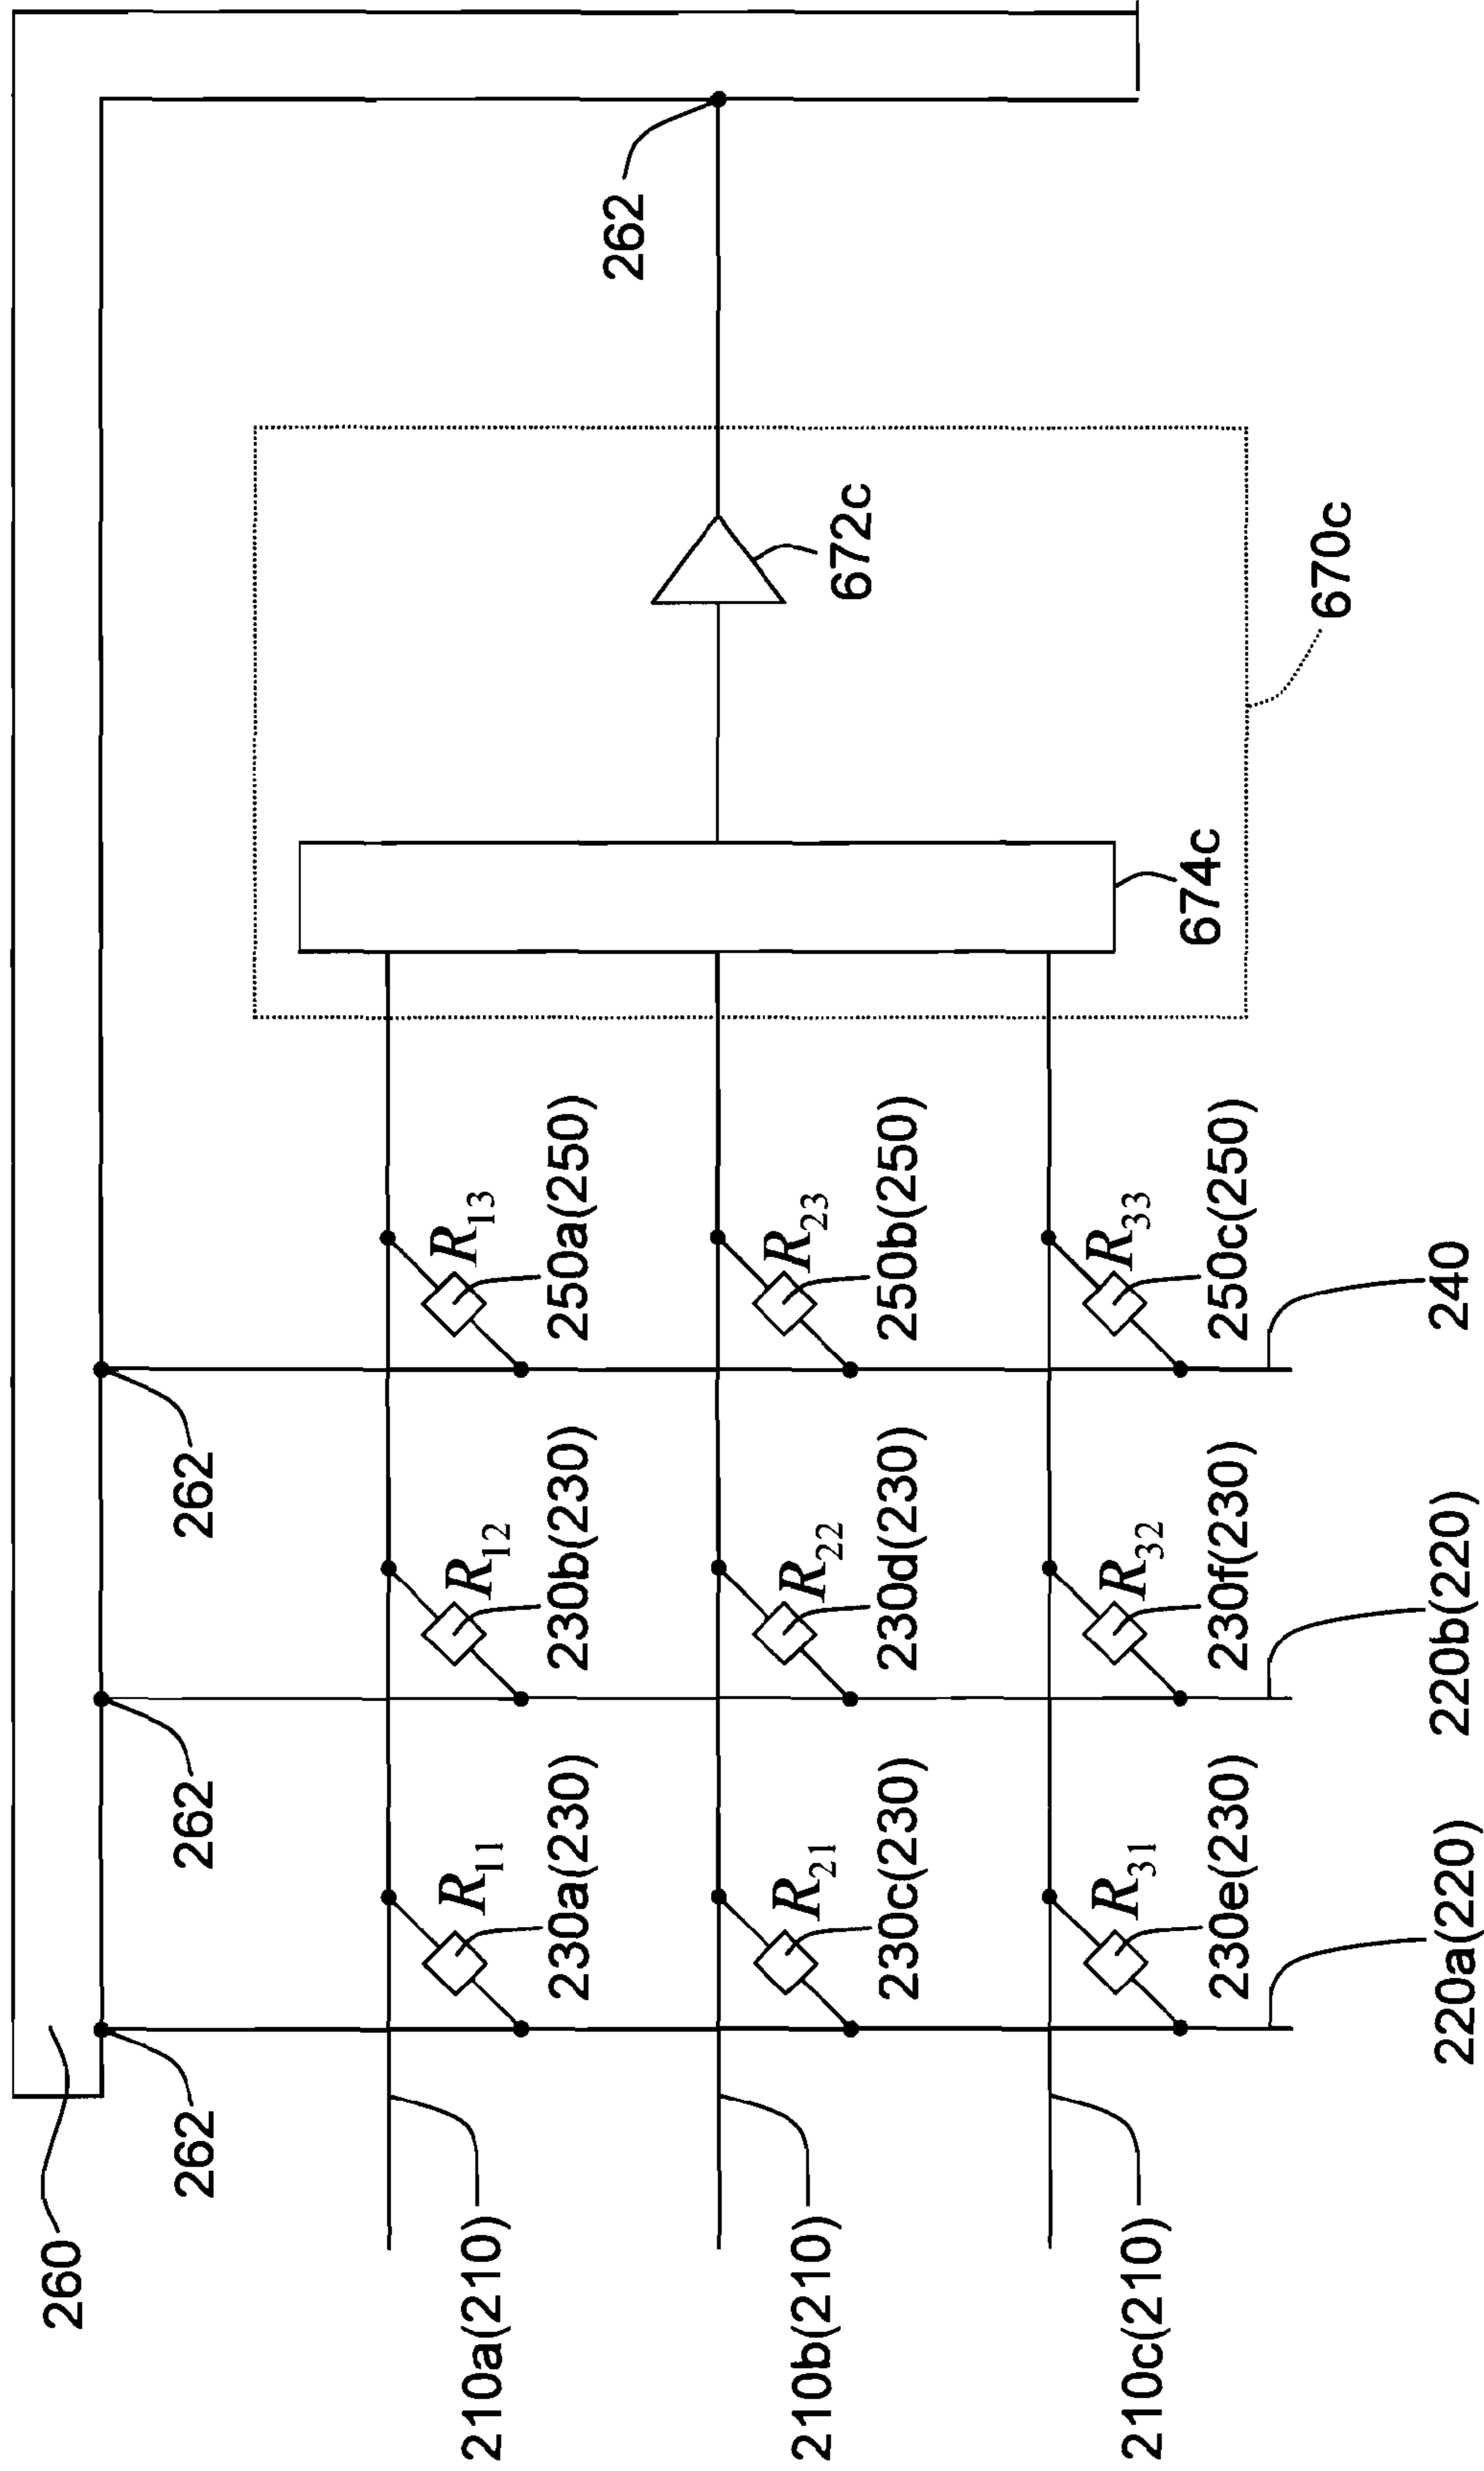 260
262
262
262
262
R11
R12
R13
210a(210)
230a(230)
230b(230)
250a(250)
R21
R22
R23
210b(210)
672c
230c(230)
230d(230)
250b(250)
R31
R32
R33
210c(210)
674c
230e(230)
230f(230)
250c(250)
670c
220a(220)
220b(220)
240